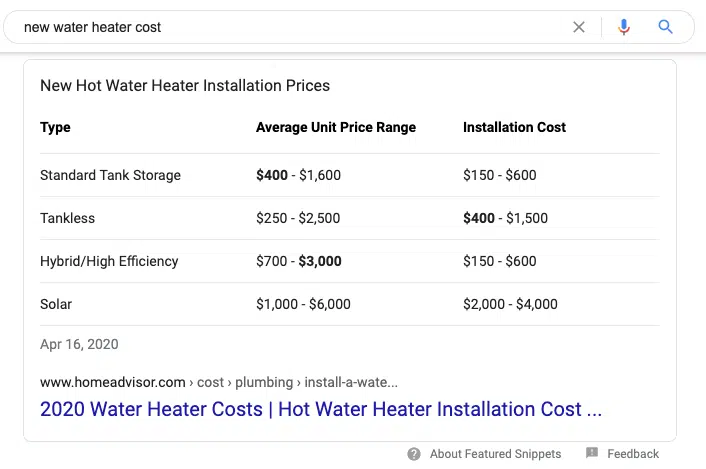 new water heater cost
New Hot Water Heater Installation Prices
Type Average Unit Price Range Installation Cost
Standard Tank Storage $400 - $1,600 $150 - $600
Tankless $250 - $2,500 $400 - $1,500
Hybrid/High Efficiency $700 - $3,000 $150 - $600
Solar $1,000 - $6,000 $2,000 - $4,000
Apr 16, 2020
www.homeadvisor.com › cost › plumbing › install-a-wate...
2020 Water Heater Costs | Hot Water Heater Installation Cost ...
About Featured Snippets Feedback